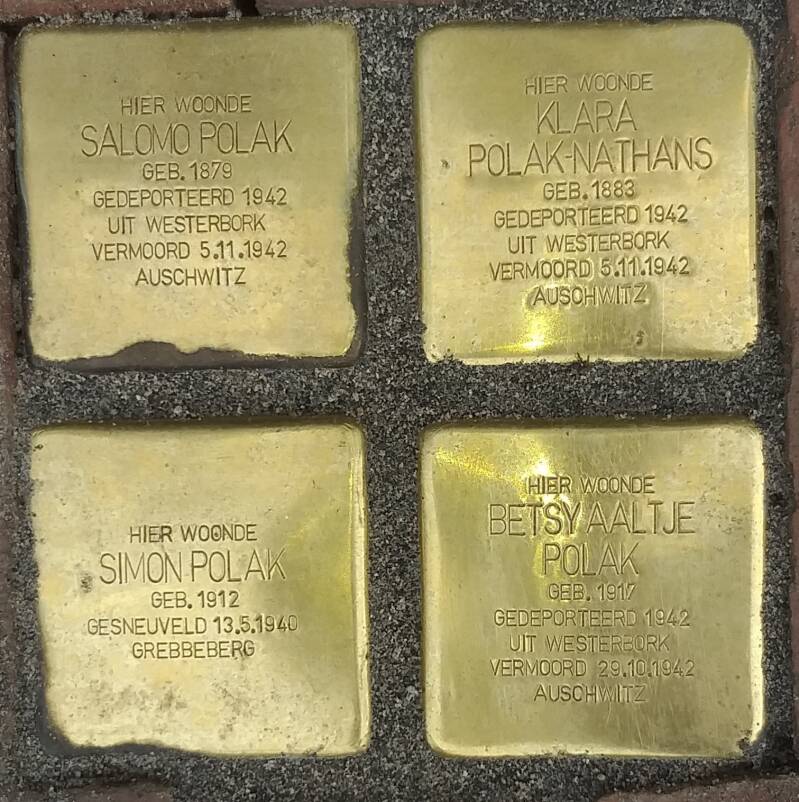 HIER WOONDE
SALOMO POLAK
GEB. 1879
GEDEPORTEERD 1942
UIT WESTERBORK
VERMOORD 5.11.1942
AUSCHWITZ
HIER WOONDE
KLARA
POLAK-NATHANS
GEB. 1883
GEDEPORTEERD 1942
UIT WESTERBORK
VERMOORD 5.11.1942
AUSCHWITZ
HIER WOONDE
SIMON POLAK
GEB. 1912
GESNEUVELD 13.5.1940
GREBBEBERG
HIER WOONDE
BETSY AALTJE
POLAK
GEB. 1917
GEDEPORTEERD 1942
UIT WESTERBORK
VERMOORD 29.10.1942
AUSCHWITZ